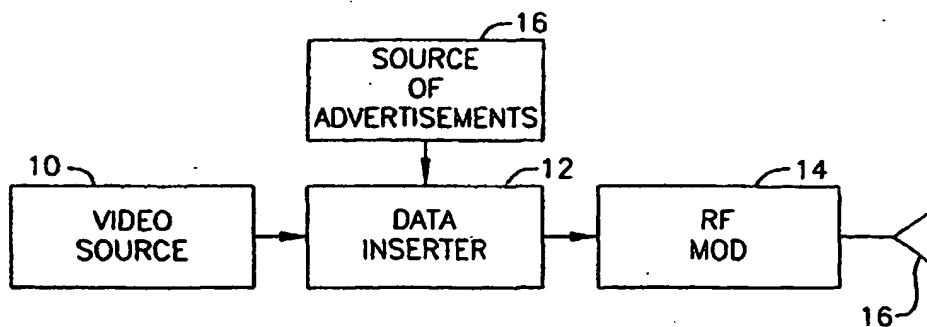 16
SOURCE
OF
ADVERTISEMENTS
10
12
14
VIDEO
SOURCE
DATA
INSERTER
RF
MOD
16